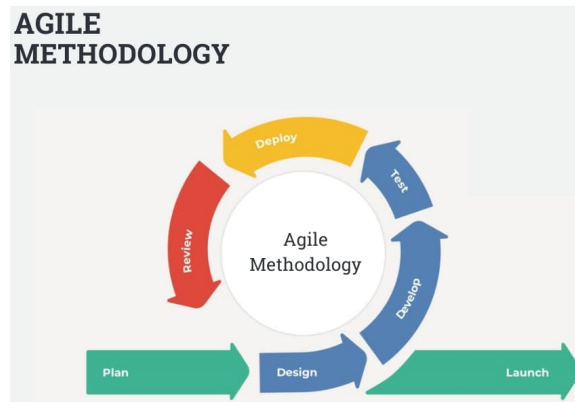 AGILE
METHODOLOGY
Deploy
Test
Review
Agile
Methodology
Develop
Plan
Design
Launch